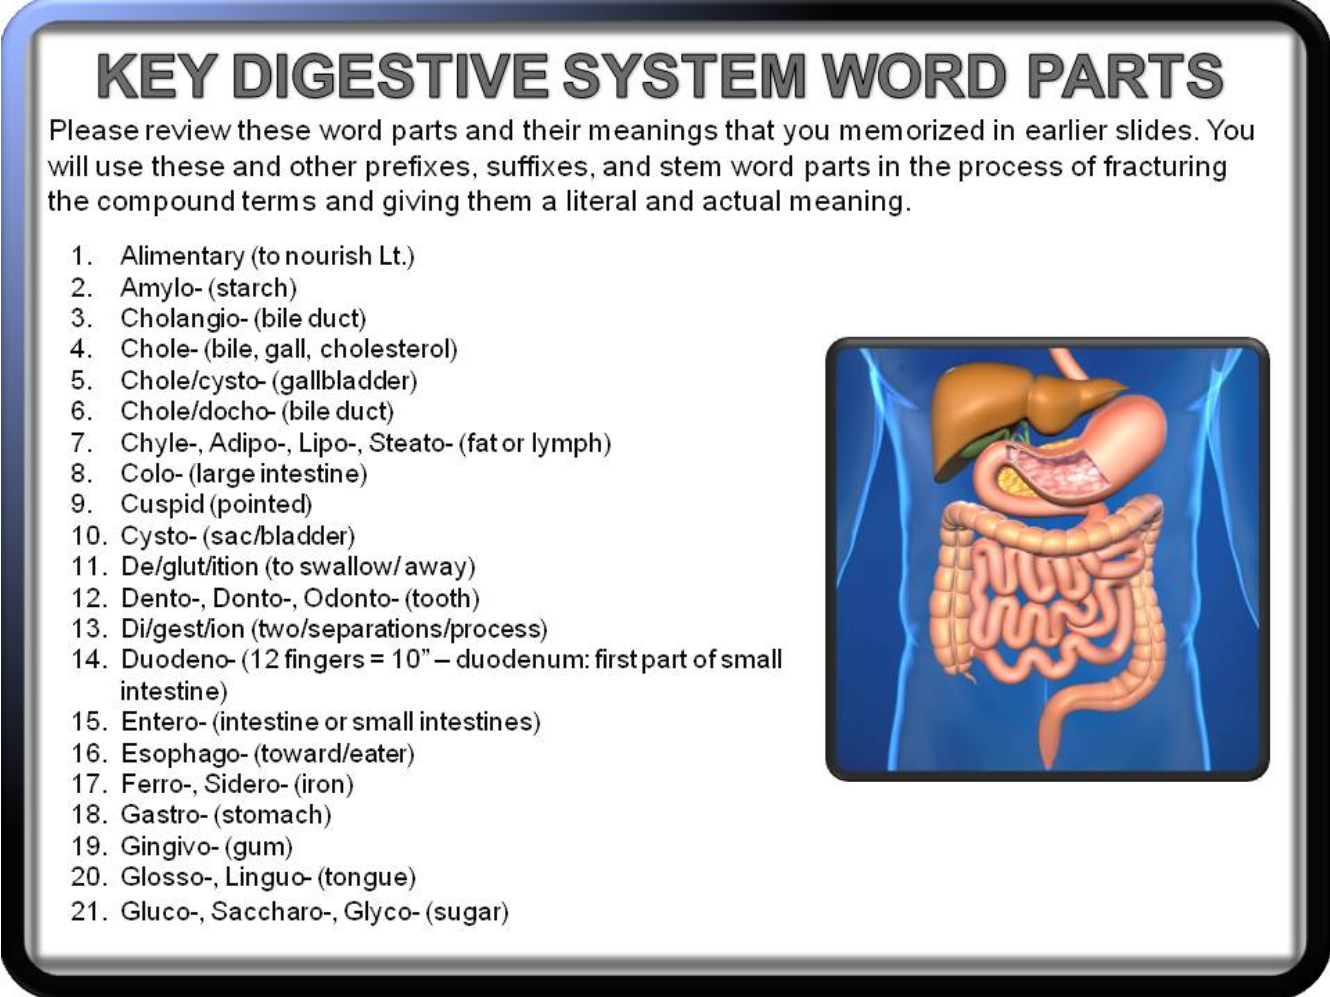 KEY DIGESTIVE SYSTEM WORD PARTS
Please review these word parts and their meanings that you memorized in earlier slides. You
will use these and other prefixes, suffixes, and stem word parts in the process of fracturing
the compound terms and giving them a literal and actual meaning.
1. Alimentary (to nourish Lt.)
2. Amylo- (starch)
3. Cholangio- (bile duct)
4. Chole- (bile, gall, cholesterol)
5. Chole/cysto- (gallbladder)
6. Chole/docho- (bile duct)
7. Chyle-, Adipo-, Lipo-, Steato- (fat or lymph)
8. Colo- (large intestine)
9. Cuspid (pointed)
10. Cysto- (sac/bladder)
11. De/glut/ition (to swallow/ away)
12. Dento-, Donto-, Odonto- (tooth)
13. Di/gest/ion (two/separations/process)
14. Duodeno- (12 fingers = 10” – duodenum: first part of small
intestine)
15. Entero- (intestine or small intestines)
16. Esophago- (toward/eater)
17. Ferro-, Sidero- (iron)
18. Gastro- (stomach)
19. Gingivo- (gum)
20. Glosso-, Linguo- (tongue)
21. Gluco-, Saccharo-, Glyco- (sugar)